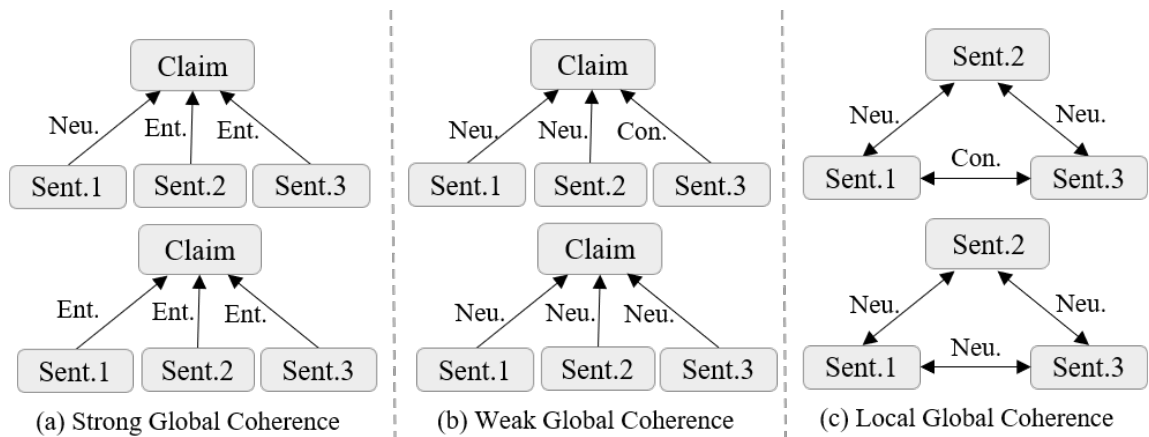 Claim
Neu. Ent. Ent.
Sent.1 Sent.2 Sent.3
Claim
Ent. Ent. Ent.
Sent.1 Sent.2 Sent.3
(a) Strong Global Coherence
Claim
Neu. Neu. Con.
Sent.1 Sent.2 Sent.3
Claim
Neu. Neu. Neu.
Sent.1 Sent.2 Sent.3
(b) Weak Global Coherence
Sent.2
Neu. Neu.
Con.
Sent.1 Sent.3
Sent.2
Neu. Neu.
Neu.
Sent.1 Sent.3
(c) Local Global Coherence